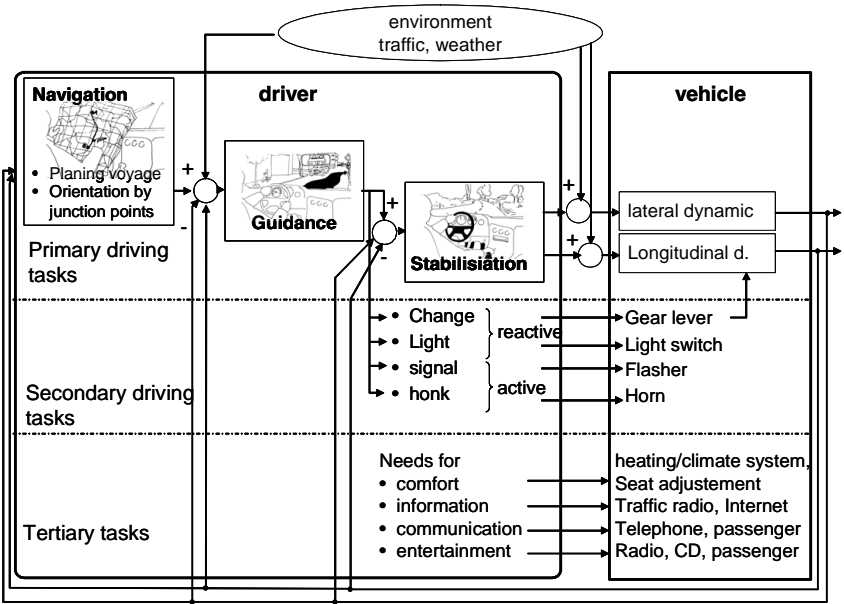 environment
traffic, weather
driver
vehicle
Navigation
• Planing voyage
• Orientation by
junction points
+
-
Guidance
+
-
Stabilisiation
+
+
lateral dynamic
Longitudinal d.
Primary driving
tasks
• Change
• Light
reactive
• signal
• honk
active
Gear lever
Light switch
Flasher
Horn
Secondary driving
tasks
Needs for
• comfort
• information
• communication
• entertainment
heating/climate system,
Seat adjustement
Traffic radio, Internet
Telephone, passenger
Radio, CD, passenger
Tertiary tasks